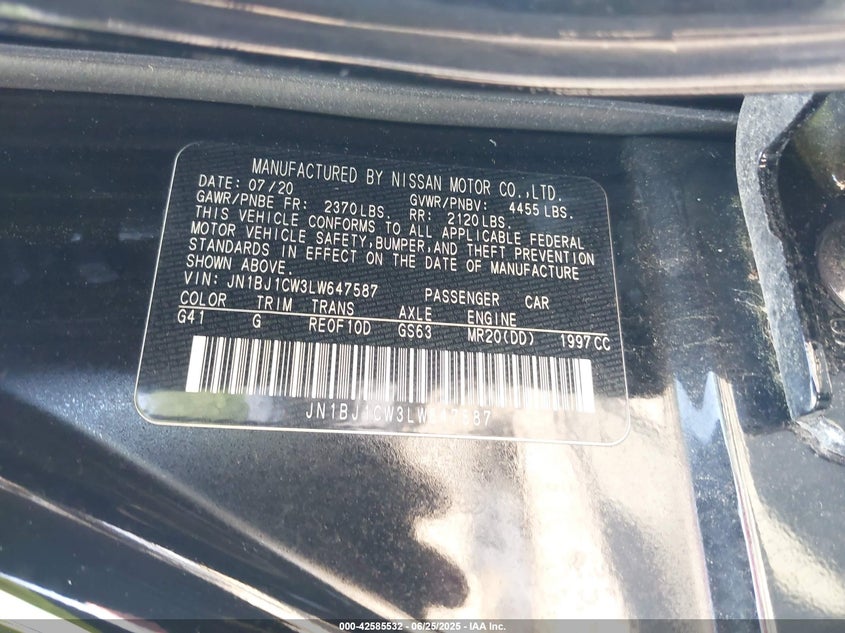 MANUFACTURED BY NISSAN MOTOR CO.,LTD.
DATE: 07/20 GVWR/PNBV: 4455 LBS.
GAWR/PNBE FR: 2370 LBS. RR: 2120 LBS.
THIS VEHICLE CONFORMS TO ALL APPLICABLE FEDERAL
MOTOR VEHICLE SAFETY,BUMPER,AND THEFT PREVENTION
STANDARDS IN EFFECT ON THE DATE OF MANUFACTURE
SHOWN ABOVE.
VIN: JN1BJ1CW3LW647587 PASSENGER CAR
COLOR TRIM TRANS AXLE ENGINE
G41 G REOF10D GS63 MR20(DD) 1997CC
JN1BJ1CW3LW647587
000-42585532 - 06/25/2025 - IAA Inc.